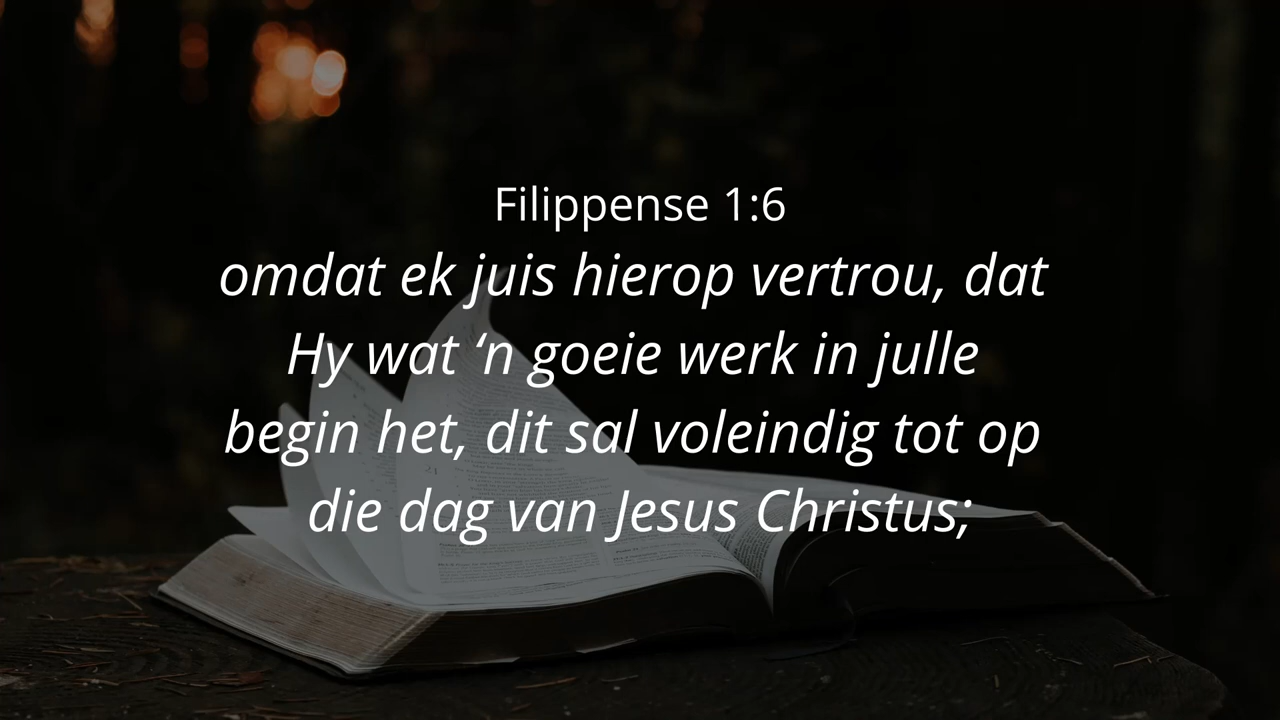 Filippense 1:6
omdat ek juis hierop vertrou, dat
Hy wat ‘n goeie werk in julle
begin het, dit sal voleindig tot op
die dag van Jesus Christus;